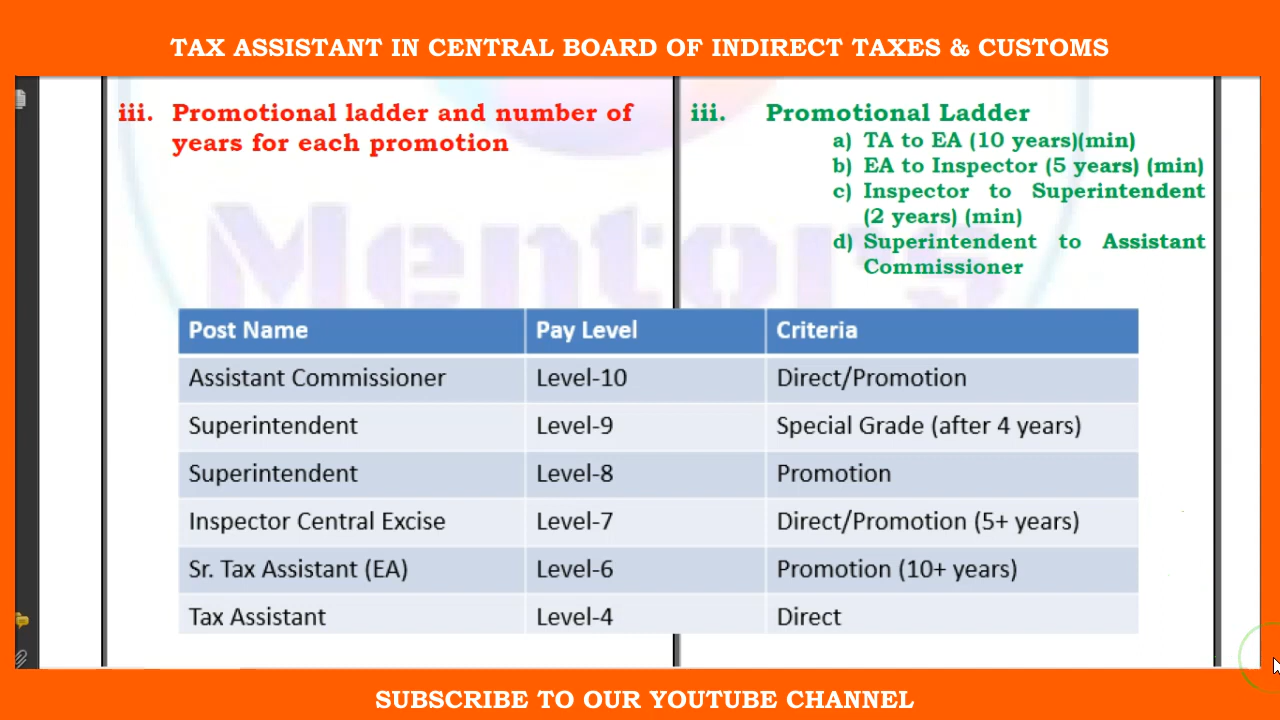 TAX ASSISTANT IN CENTRAL BOARD OF INDIRECT TAXES & CUSTOMS
iii. Promotional ladder and number of
years for each promotion
iii. Promotional Ladder
a) TA to EA (10 years)(min)
b) EA to Inspector (5 years) (min)
c) Inspector to Superintendent
(2 years) (min)
d) Superintendent to Assistant
Commissioner
Mentors
Post Name Pay Level Criteria
Assistant Commissioner Level-10 Direct/Promotion
Superintendent Level-9 Special Grade (after 4 years)
Superintendent Level-8 Promotion
Inspector Central Excise Level-7 Direct/Promotion (5+ years)
Sr. Tax Assistant (EA) Level-6 Promotion (10+ years)
Tax Assistant Level-4 Direct
SUBSCRIBE TO OUR YOUTUBE CHANNEL